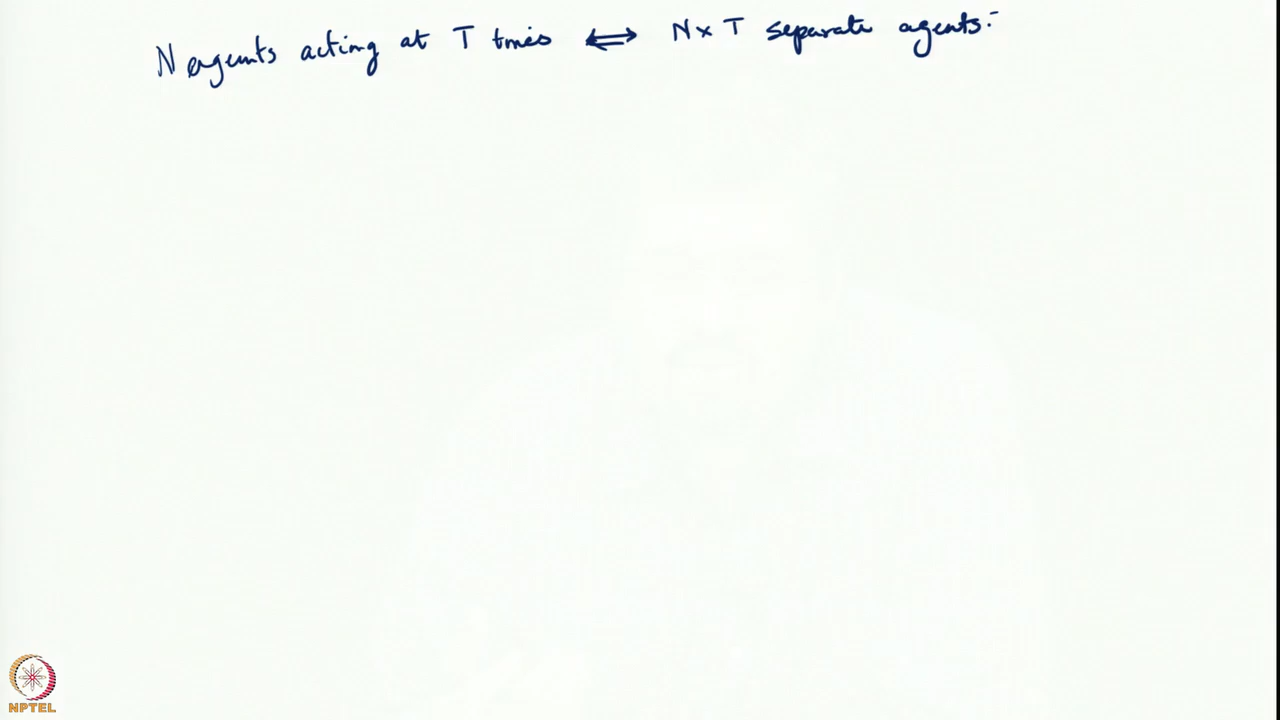 N agents acting at T times ⟺ N x T separate agents.
NPTEL